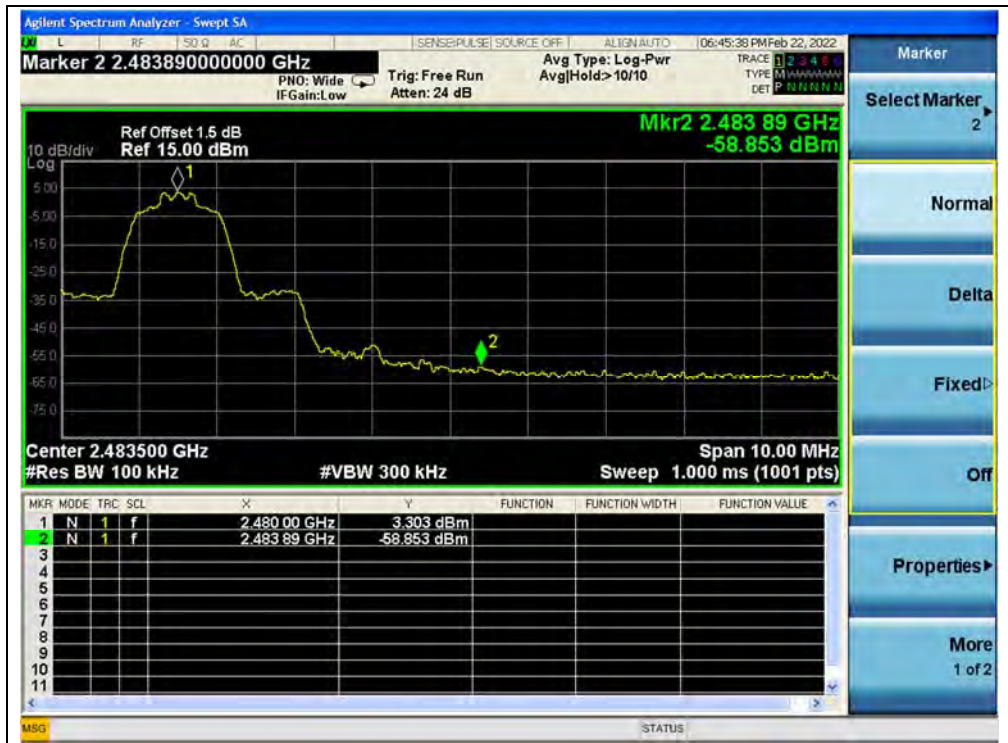 Agilent Spectrum Analyzer - Swept SA
LXI L RF 50 Ω AC SENSE:PULSE SOURCE OFF ALIGN AUTO 06:45:38 PM Feb 22, 2022
Marker 2 2.483890000000 GHz
PNO: Wide
IFGain:Low
Trig: Free Run
Atten: 24 dB
Avg Type: Log-Pwr
Avg|Hold:> 10/10
TRACE 1 2 3 4 5 6
TYPE M
DET P N N N N N
Mkr2 2.483 89 GHz
-58.853 dBm
Ref Offset 1.5 dB
10 dB/div Ref 15.00 dBm
Log
1
5.00
-5.00
-15.0
-25.0
-35.0
-45.0
2
-55.0
-65.0
-75.0
Center 2.483500 GHz Span 10.00 MHz
#Res BW 100 kHz #VBW 300 kHz Sweep 1.000 ms (1001 pts)
MKR MODE TRC SCL X Y FUNCTION FUNCTION WIDTH FUNCTION VALUE
1 N 1 f 2.480 00 GHz 3.303 dBm
2 N 1 f 2.483 89 GHz -58.853 dBm
3
4
5
6
7
8
9
10
11
MSG STATUS
Marker
Select Marker
2
Normal
Delta
Fixed
Off
Properties
More
1 of 2